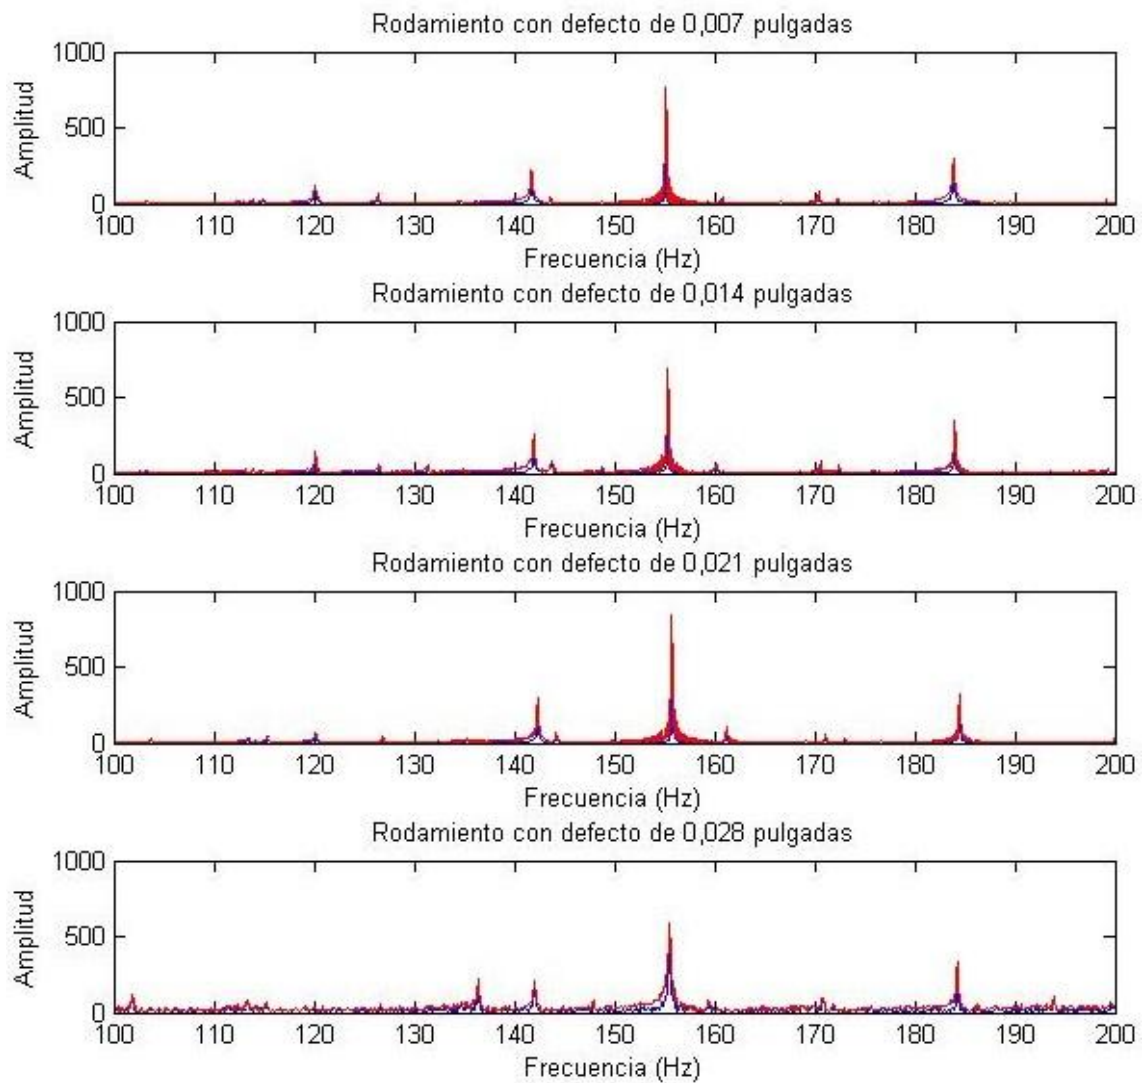 Rodamiento con defecto de 0,007 pulgadas
1000
500
0
Amplitud
100 110 120 130 140 150 160 170 180 190 200
Frecuencia (Hz)
Rodamiento con defecto de 0,014 pulgadas
1000
500
0
Amplitud
100 110 120 130 140 150 160 170 180 190 200
Frecuencia (Hz)
Rodamiento con defecto de 0,021 pulgadas
1000
500
0
Amplitud
100 110 120 130 140 150 160 170 180 190 200
Frecuencia (Hz)
Rodamiento con defecto de 0,028 pulgadas
1000
500
0
Amplitud
100 110 120 130 140 150 160 170 180 190 200
Frecuencia (Hz)